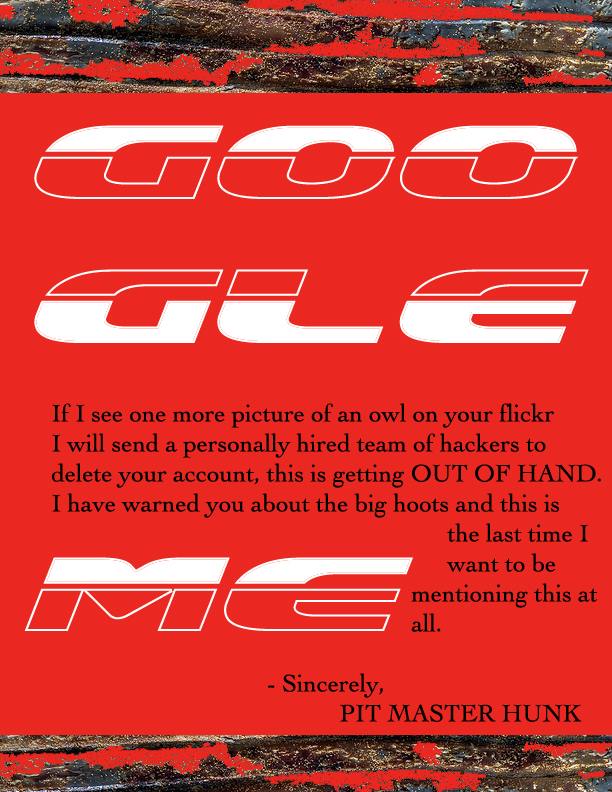 GOO
GLE
If I see one more picture of an owl on your flickr
I will send a personally hired team of hackers to
delete your account, this is getting OUT OF HAND.
I have warned you about the big hoots and this is
the last time I
want to be
mentioning this at
all.
ME
- Sincerely,
PIT MASTER HUNK